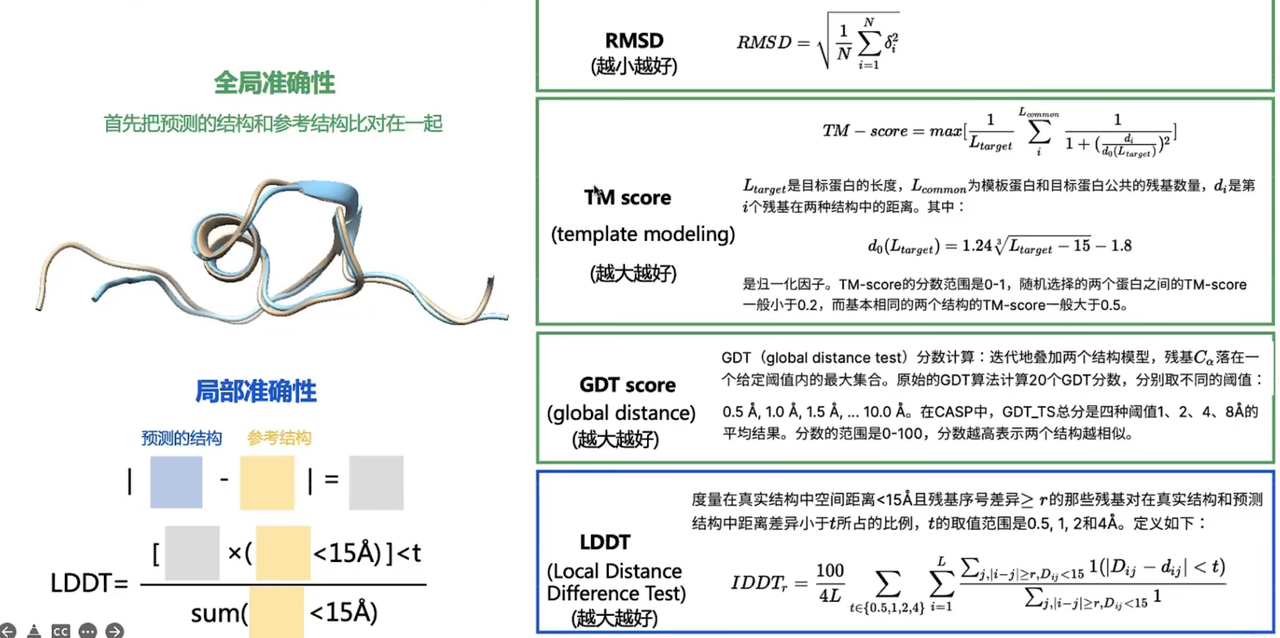 全局准确性
首先把预测的结构和参考结构比对在一起
局部准确性
预测的结构 参考结构
| - | =
[ ×( <15Å)]<t
LDDT=
sum( <15Å)
RMSD
(越小越好)
RMSD = \sqrt{\frac{1}{N}\sum_{i=1}^{N}\delta_i^2}
TM score
(template modeling)
(越大越好)
TM - score = max[\frac{1}{L_{target}}\sum_{i}^{L_{common}}\frac{1}{1+(\frac{d_i}{d_0(L_{target})})^2}]
L_{target}是目标蛋白的长度，L_{common}为模板蛋白和目标蛋白公共的残基数量，d_i是第
i个残基在两种结构中的距离。其中：
d_0(L_{target}) = 1.24\sqrt[3]{L_{target} - 15} - 1.8
是归一化因子。TM-score的分数范围是0-1，随机选择的两个蛋白之间的TM-score
一般小于0.2，而基本相同的两个结构的TM-score一般大于0.5。
GDT score
(global distance)
(越大越好)
GDT（global distance test）分数计算：迭代地叠加两个结构模型，残基C_α落在一
个给定阈值内的最大集合。原始的GDT算法计算20个GDT分数，分别取不同的阈值：
0.5 Å, 1.0 Å, 1.5 Å, ... 10.0 Å。在CASP中，GDT_TS总分是四种阈值1、2、4、8Å的
平均结果。分数的范围是0-100，分数越高表示两个结构越相似。
LDDT
(Local Distance
Difference Test)
(越大越好)
度量在真实结构中空间距离<15Å且残基序号差异≥ r的那些残基对在真实结构和预测
结构中距离差异小于t所占的比例，t的取值范围是0.5, 1, 2和4Å。定义如下：
lDDT_r = \frac{100}{4L}\sum_{t∈\{0.5,1,2,4\}}\sum_{i=1}^{L}\frac{\sum_{j,|i-j|≥r,D_{ij}<15}1(|D_{ij} - d_{ij}| < t)}{\sum_{j,|i-j|≥r,D_{ij}<15}1}
CC